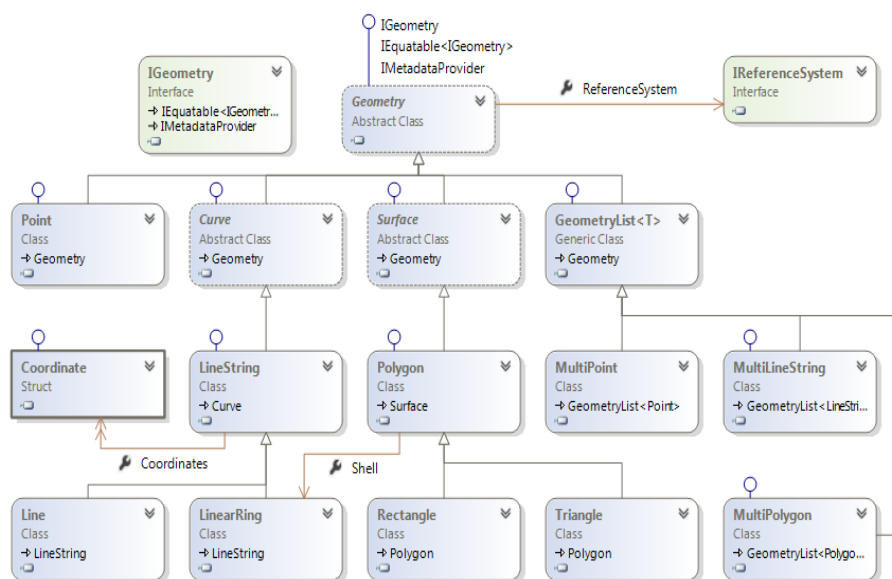 IGeometry
IEquatable<IGeometry>
IMetadataProvider
IGeometry
Interface
IEquatable<IGeometr...
IMetadataProvider
Geometry
Abstract Class
ReferenceSystem
IReferenceSystem
Interface
Point
Class
Geometry
Curve
Abstract Class
Geometry
Surface
Abstract Class
Geometry
GeometryList<T>
Generic Class
Geometry
Coordinate
Struct
LineString
Class
Curve
Polygon
Class
Surface
MultiPoint
Class
GeometryList<Point>
MultiLineString
Class
GeometryList<LineStri...
Coordinates
Shell
Line
Class
LineString
LinearRing
Class
LineString
Rectangle
Class
Polygon
Triangle
Class
Polygon
MultiPolygon
Class
GeometryList<Polygo...